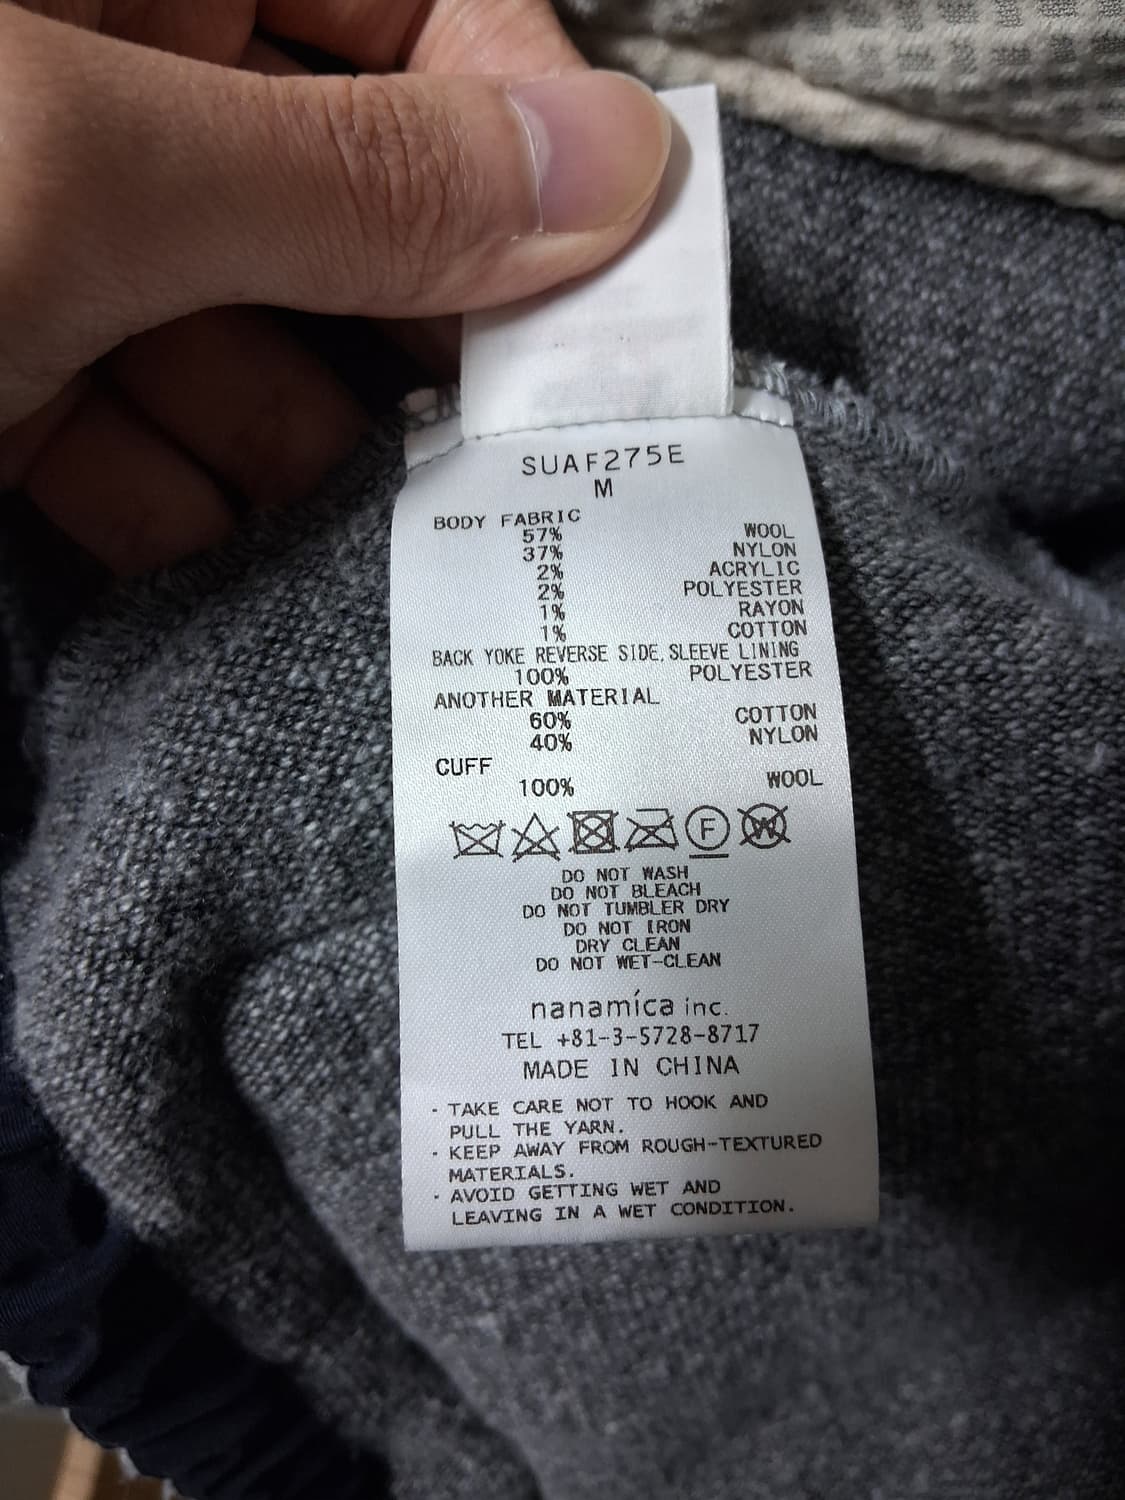 SUAF275E
M
BODY FABRIC
57% WOOL
37% NYLON
2% ACRYLIC
2% POLYESTER
1% RAYON
1% COTTON
BACK YOKE REVERSE SIDE, SLEEVE LINING
100% POLYESTER
ANOTHER MATERIAL
60% COTTON
40% NYLON
CUFF
100% WOOL
F W
DO NOT WASH
DO NOT BLEACH
DO NOT TUMBLER DRY
DO NOT IRON
DRY CLEAN
DO NOT WET-CLEAN
nanamíca inc.
TEL +81-3-5728-8717
MADE IN CHINA
· TAKE CARE NOT TO HOOK AND
PULL THE YARN.
· KEEP AWAY FROM ROUGH-TEXTURED
MATERIALS.
· AVOID GETTING WET AND
LEAVING IN A WET CONDITION.